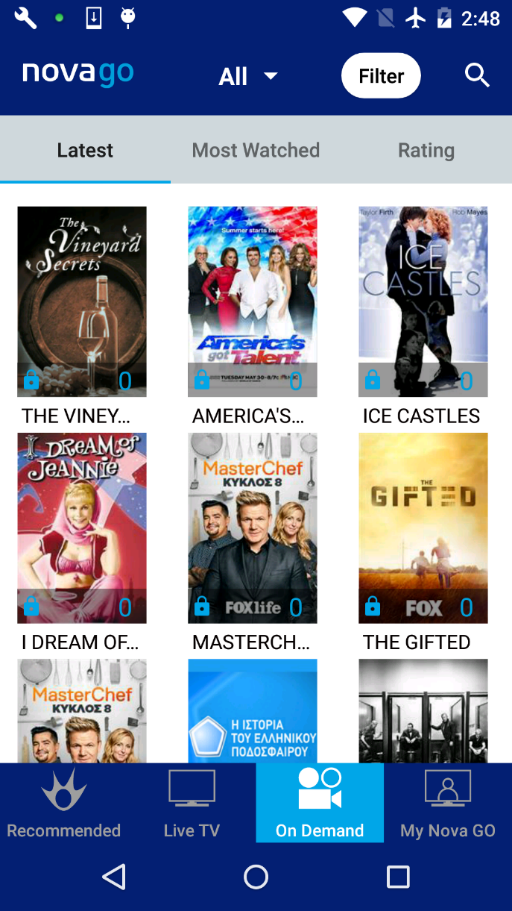 2:48
novago
All
Filter
Latest
Most Watched
Rating
The
Vineyard
Secrets
0
THE VINEY...
Summer starts here!
America's
got Talent
TUESDAY MAY 30-8/7c
0
AMERICA'S...
Taylor Firth
Rob Mayes
ICE
CASTLES
0
ICE CASTLES
I DREAM OF
JEANNIE
0
I DREAM OF...
MasterChef
ΚΥΚΛΟΣ 8
FOXlife
0
MASTERCH...
THE
GIFTED
FOX
0
THE GIFTED
MasterChef
ΚΥΚΛΟΣ 8
Η ΙΣΤΟΡΙΑ
ΤΟΥ ΕΛΛΗΝΙΚΟΥ
ΠΟΔΟΣΦΑΙΡΟΥ
Recommended
Live TV
On Demand
My Nova GO